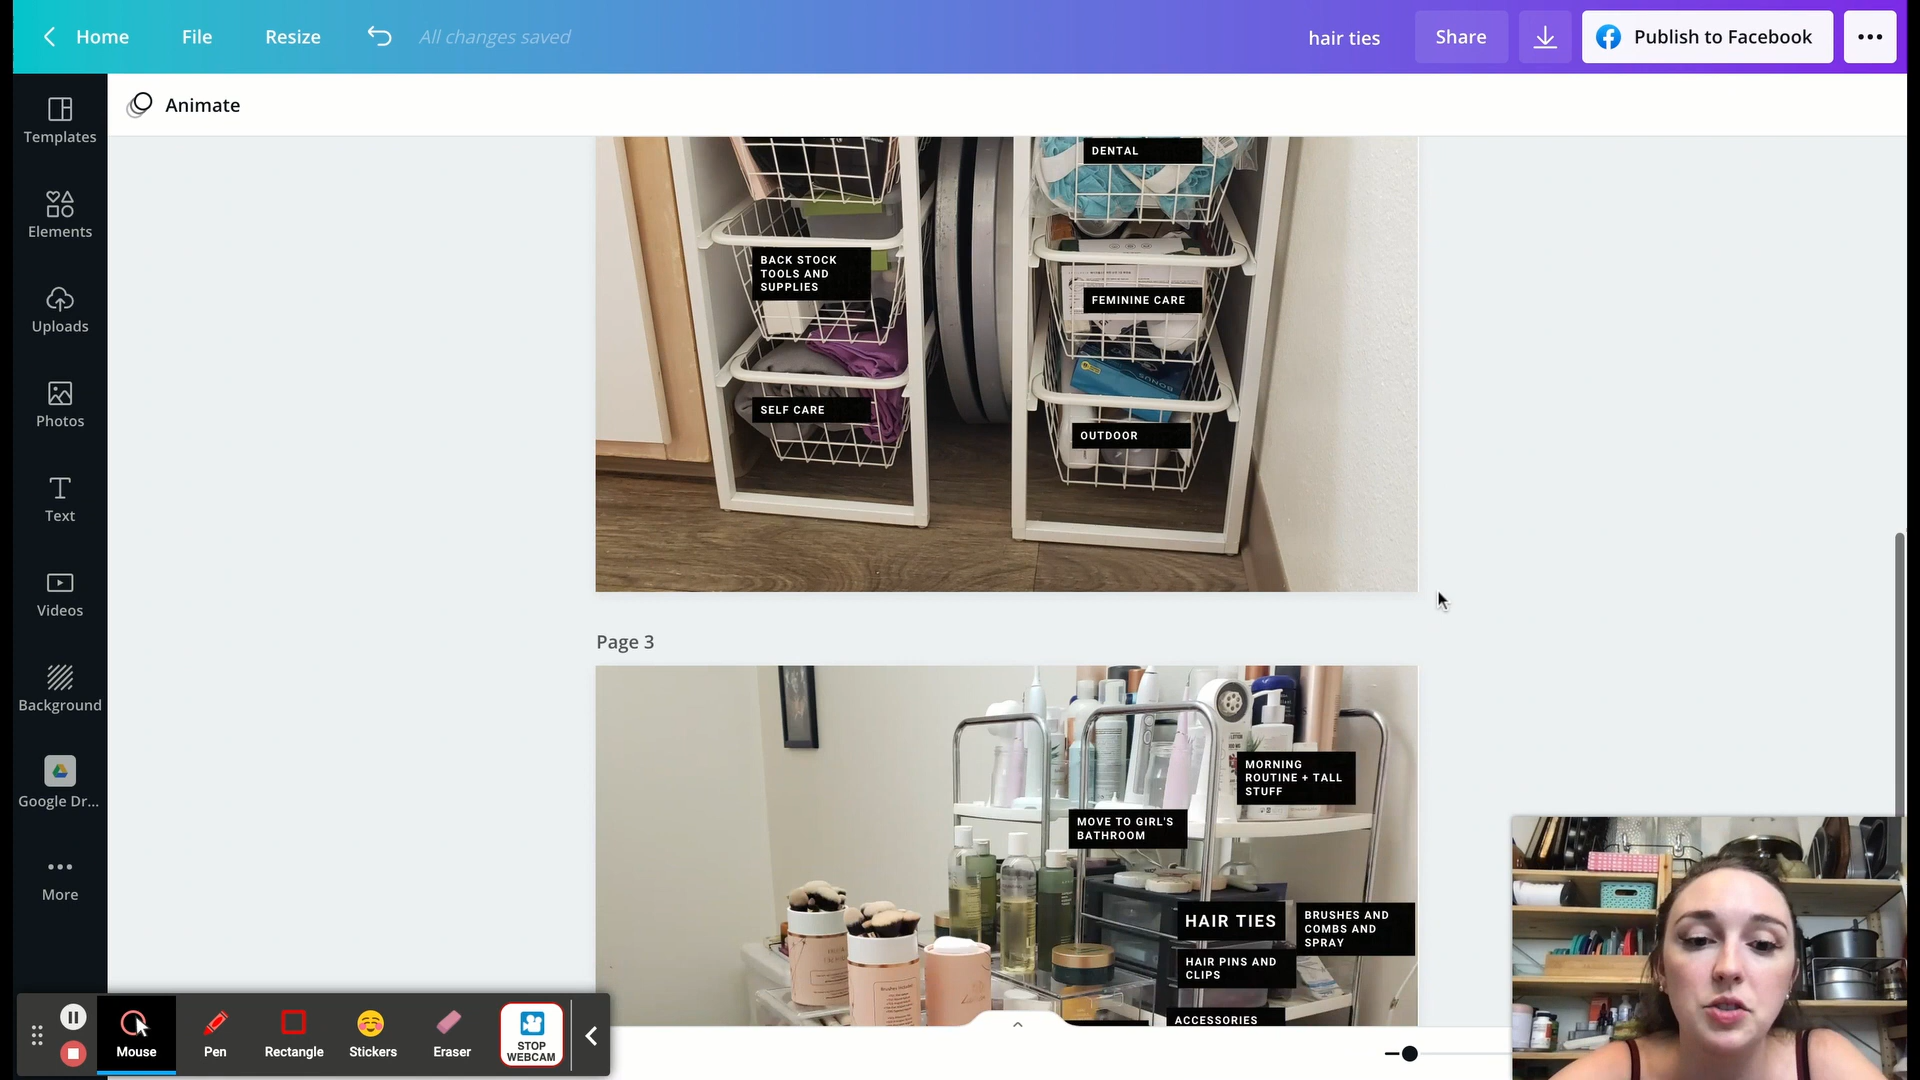 Home
File
Resize
All changes saved
hair ties
Share
Publish to Facebook
Templates
Elements
Uploads
Photos
Text
Videos
Background
Google Dr...
More
Animate
DENTAL
BACK STOCK
TOOLS AND
SUPPLIES
FEMININE CARE
SELF CARE
OUTDOOR
Page 3
MORNING
ROUTINE + TALL
STUFF
MOVE TO GIRL'S
BATHROOM
HAIR TIES
BRUSHES AND
COMBS AND
SPRAY
HAIR PINS AND
CLIPS
ACCESSORIES
Mouse
Pen
Rectangle
Stickers
Eraser
STOP
WEBCAM